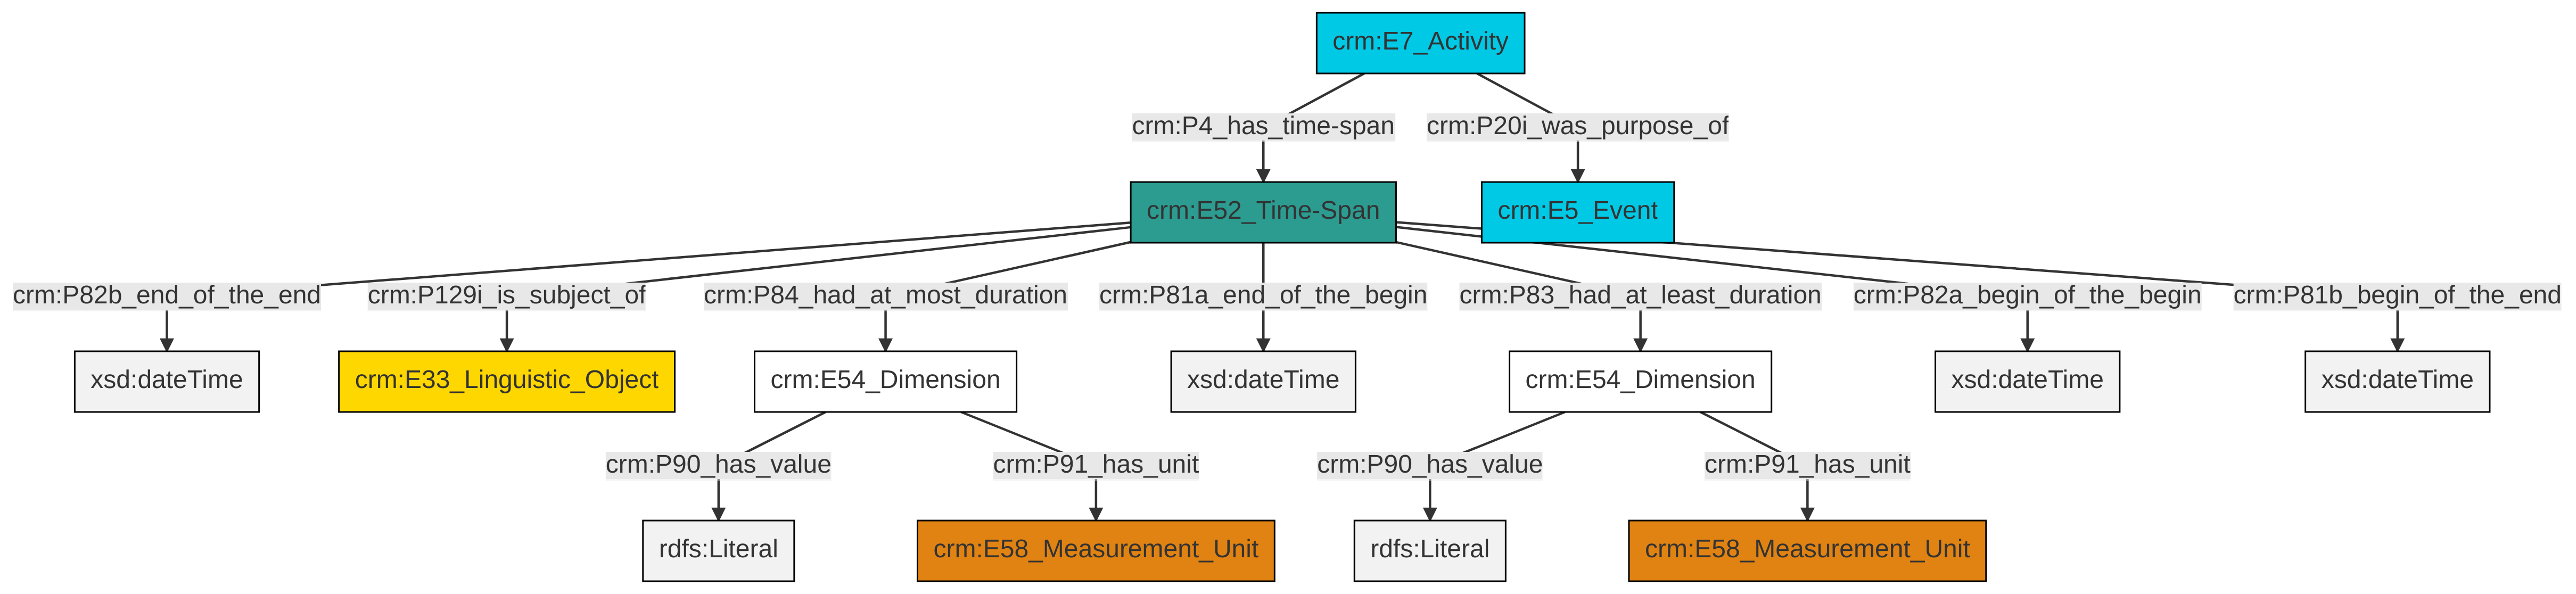 crm:E7_Activity
crm:P4_has_time-span
crm:P20i_was_purpose_of
crm:E52_Time-Span
crm:E5_Event
crm:P82b_end_of_the_end
crm:P129i_is_subject_of
crm:P84_had_at_most_duration
crm:P81a_end_of_the_begin
crm:P83_had_at_least_duration
crm:P82a_begin_of_the_begin
crm:P81b_begin_of_the_end
xsd:dateTime
crm:E33_Linguistic_Object
crm:E54_Dimension
xsd:dateTime
crm:E54_Dimension
xsd:dateTime
xsd:dateTime
crm:P90_has_value
crm:P91_has_unit
crm:P90_has_value
crm:P91_has_unit
rdfs:Literal
crm:E58_Measurement_Unit
rdfs:Literal
crm:E58_Measurement_Unit